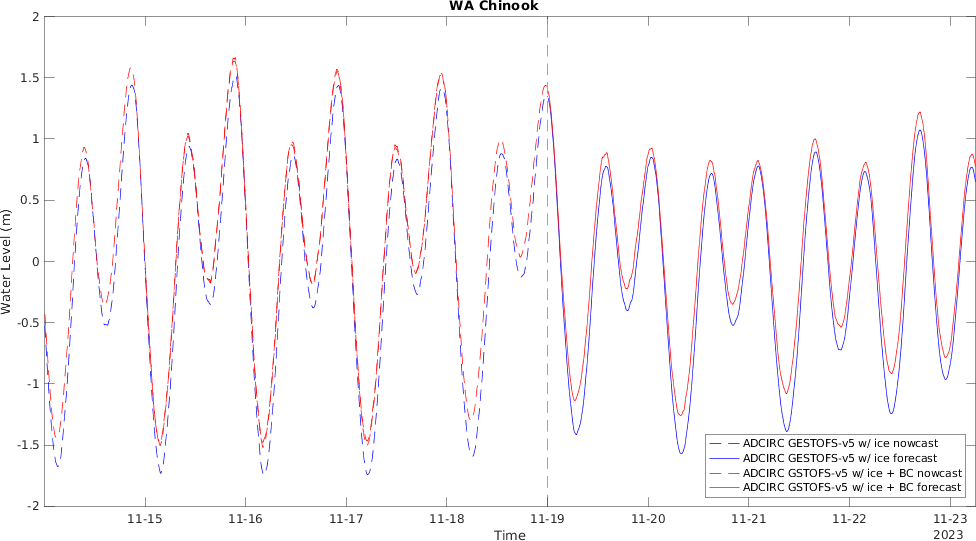 WA Chinook
2
1.5
1
0.5
0
-0.5
-1
-1.5
-2
Water Level (m)
ADCIRC GESTOFS-v5 w/ ice nowcast
ADCIRC GESTOFS-v5 w/ ice forecast
ADCIRC GSTOFS-v5 w/ ice + BC nowcast
ADCIRC GSTOFS-v5 w/ ice + BC forecast
11-15 11-16 11-17 11-18 11-19 11-20 11-21 11-22 11-23
Time 2023